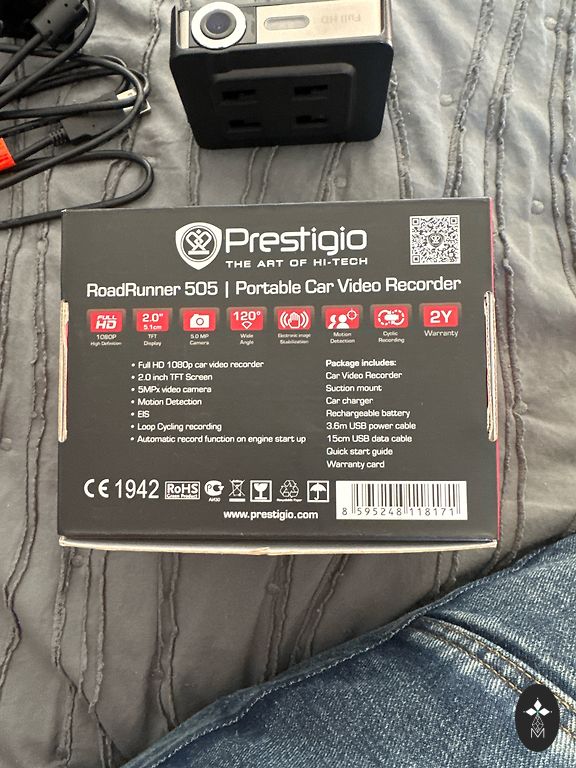 Full HD
Prestigio
THE ART OF HI-TECH
RoadRunner 505 | Portable Car Video Recorder
FULL HD
2.0"
5.1cm
120°
2Y
1080P
High Definition
TFT
Display
5.0 MP
Camera
Wide
Angle
Electronic image
Stabilization
Motion
Detection
Cyclic
Recording
Warranty
• Full HD 1080p car video recorder
• 2.0 inch TFT Screen
• 5MPx video camera
• Motion Detection
• EIS
• Loop Cycling recording
• Automatic record function on engine start up
Package includes:
Car Video Recorder
Suction mount
Car charger
Rechargeable battery
3.6m USB power cable
15cm USB data cable
Quick start guide
Warranty card
CE 1942
RoHS
Green Product
Recyclable Paper
www.prestigio.com
8 595248 118171
M